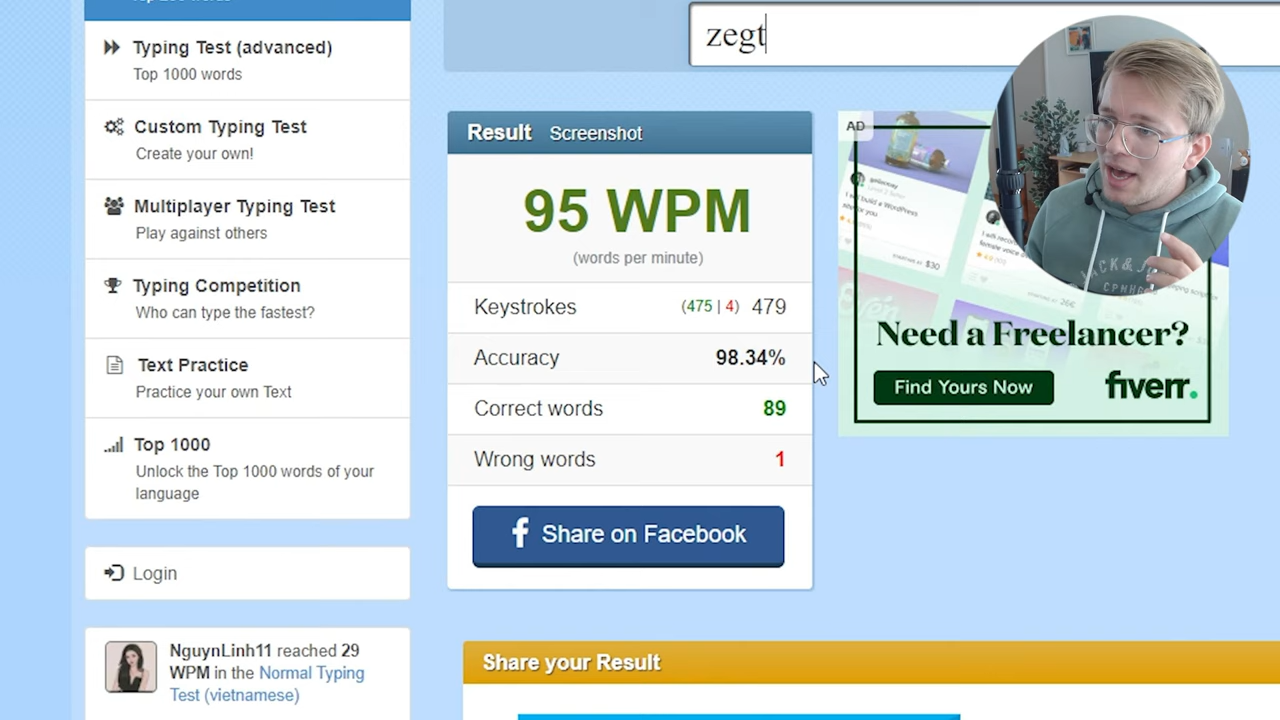 zegt
Typing Test (advanced)
Top 1000 words
Custom Typing Test
Create your own!
Multiplayer Typing Test
Play against others
Typing Competition
Who can type the fastest?
Text Practice
Practice your own Text
Top 1000
Unlock the Top 1000 words of your
language
Login
NguynLinh11 reached 29
WPM in the Normal Typing
Test (vietnamese)
Result Screenshot
95 WPM
(words per minute)
Keystrokes (475 | 4) 479
Accuracy 98.34%
Correct words 89
Wrong words 1
Share on Facebook
Share your Result
AD
Need a Freelancer?
Find Yours Now
fiverr.